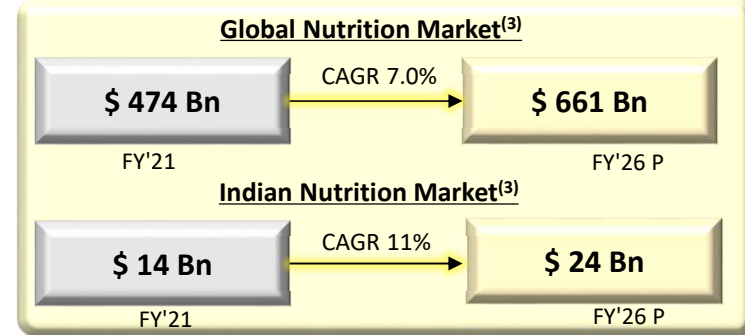 Global Nutrition Market(3)
$ 474 Bn
CAGR 7.0%
$ 661 Bn
FY'21
FY'26 P
Indian Nutrition Market(3)
$ 14 Bn
CAGR 11%
$ 24 Bn
FY'21
FY'26 P